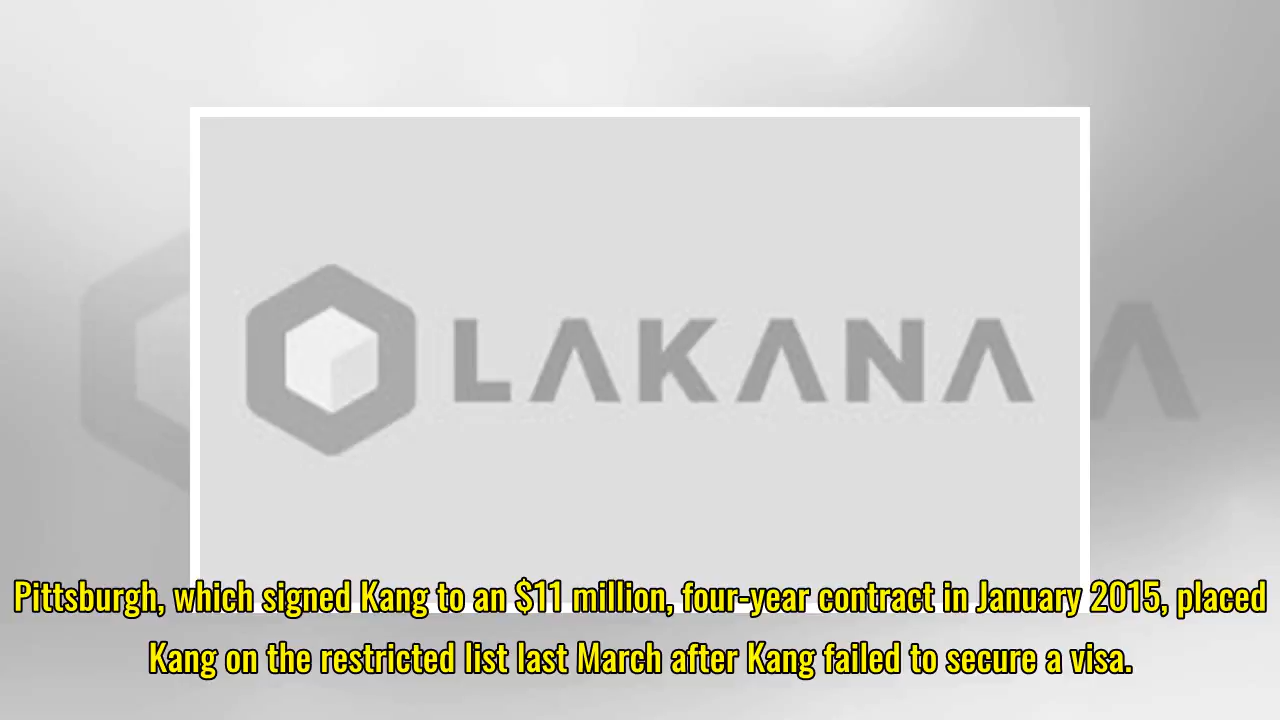 LAKANA
Pittsburgh, which signed Kang to an $11 million, four-year contract in January 2015, placed
Kang on the restricted list last March after Kang failed to secure a visa.